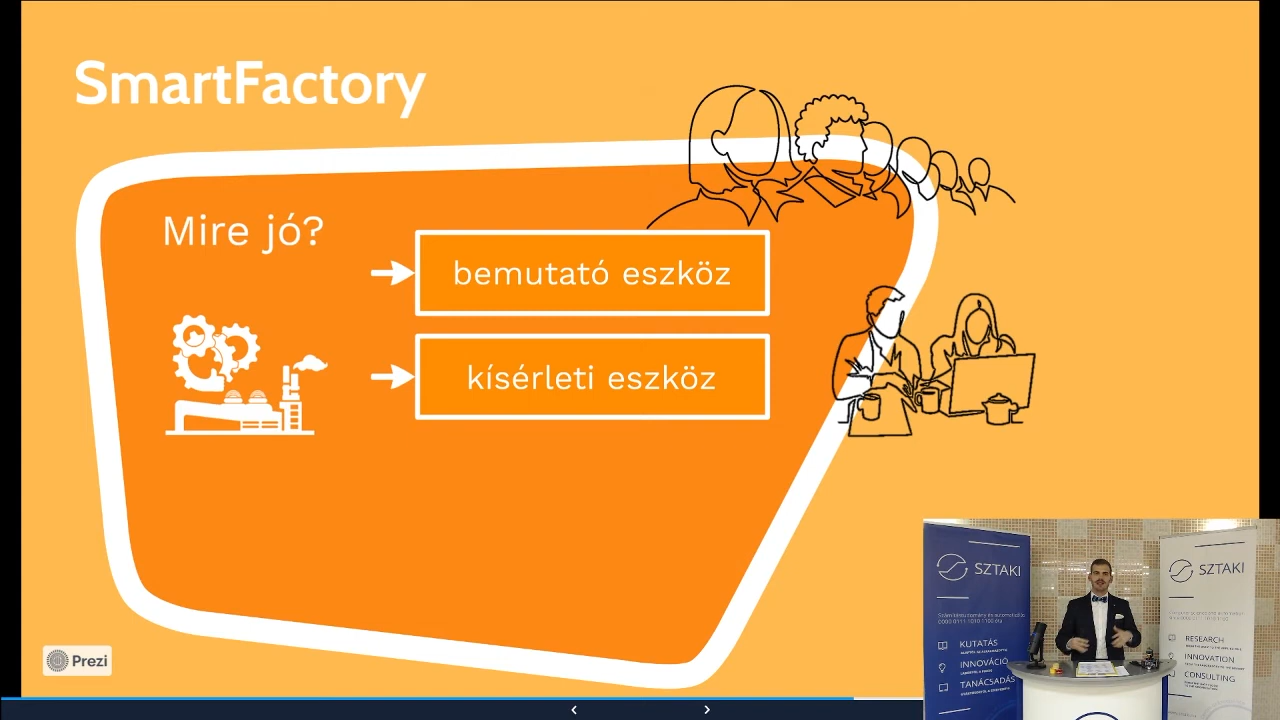 SmartFactory
Mire jó?
bemutató eszköz
kísérleti eszköz
Prezi
SZTAKI
KUTATÁS
INNOVÁCIÓ
TANÁCSADÁS
SZTAKI
RESEARCH
INNOVATION
CONSULTING